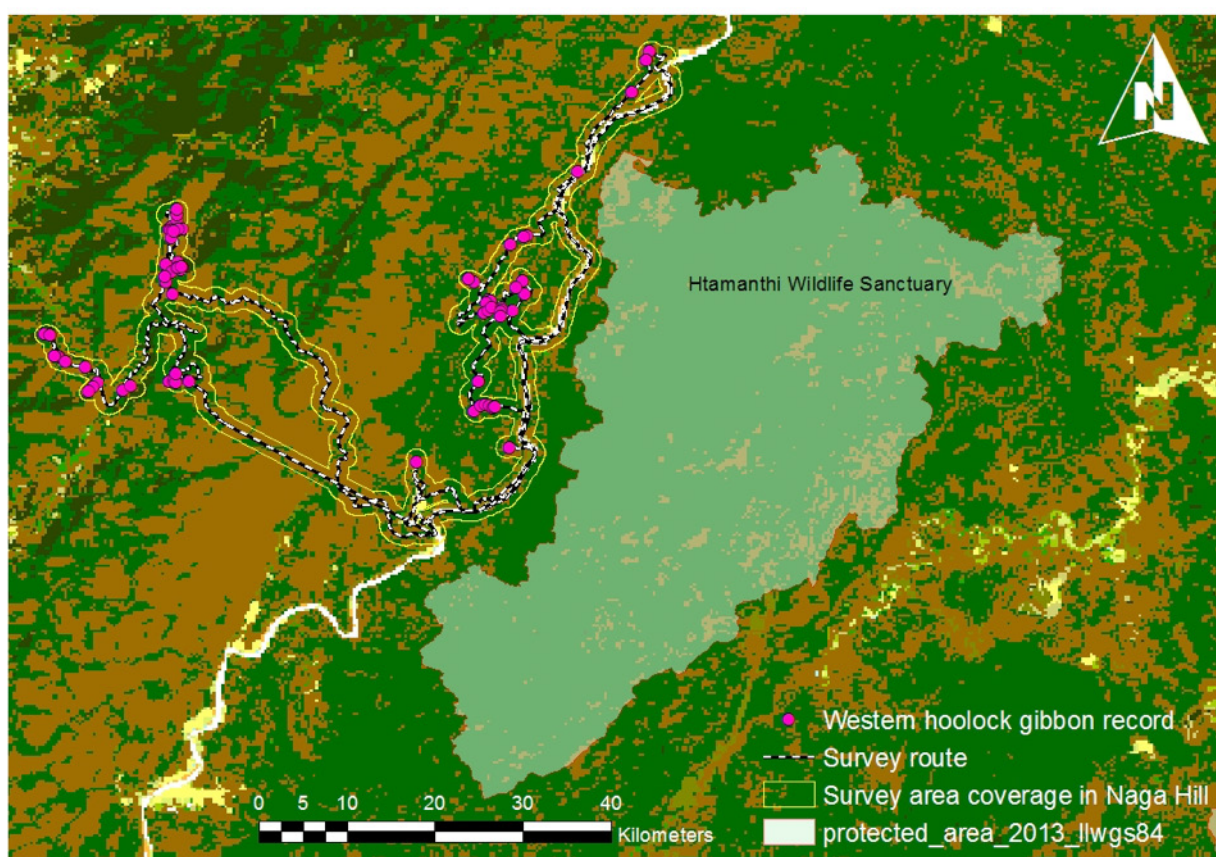 N
Htamanthi Wildlife Sanctuary
Western hoolock gibbon record
Survey route
Survey area coverage in Naga Hill
protected_area_2013_llwgs84
0 5 10 20 30 40
Kilometers